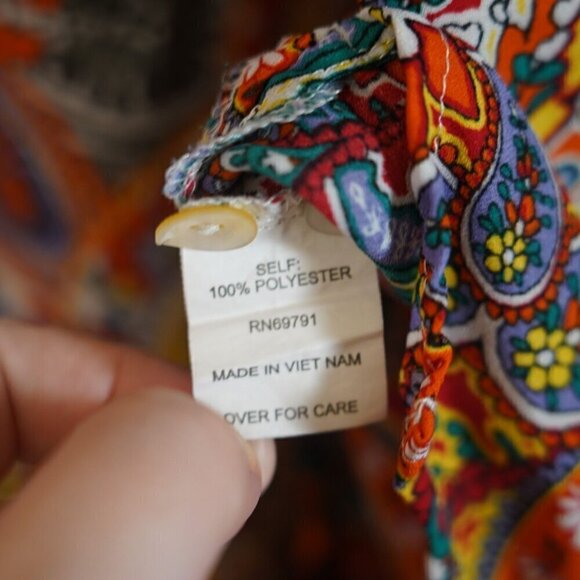 SELF:
100% POLYESTER
RN69791
MADE IN VIET NAM
OVER FOR CARE